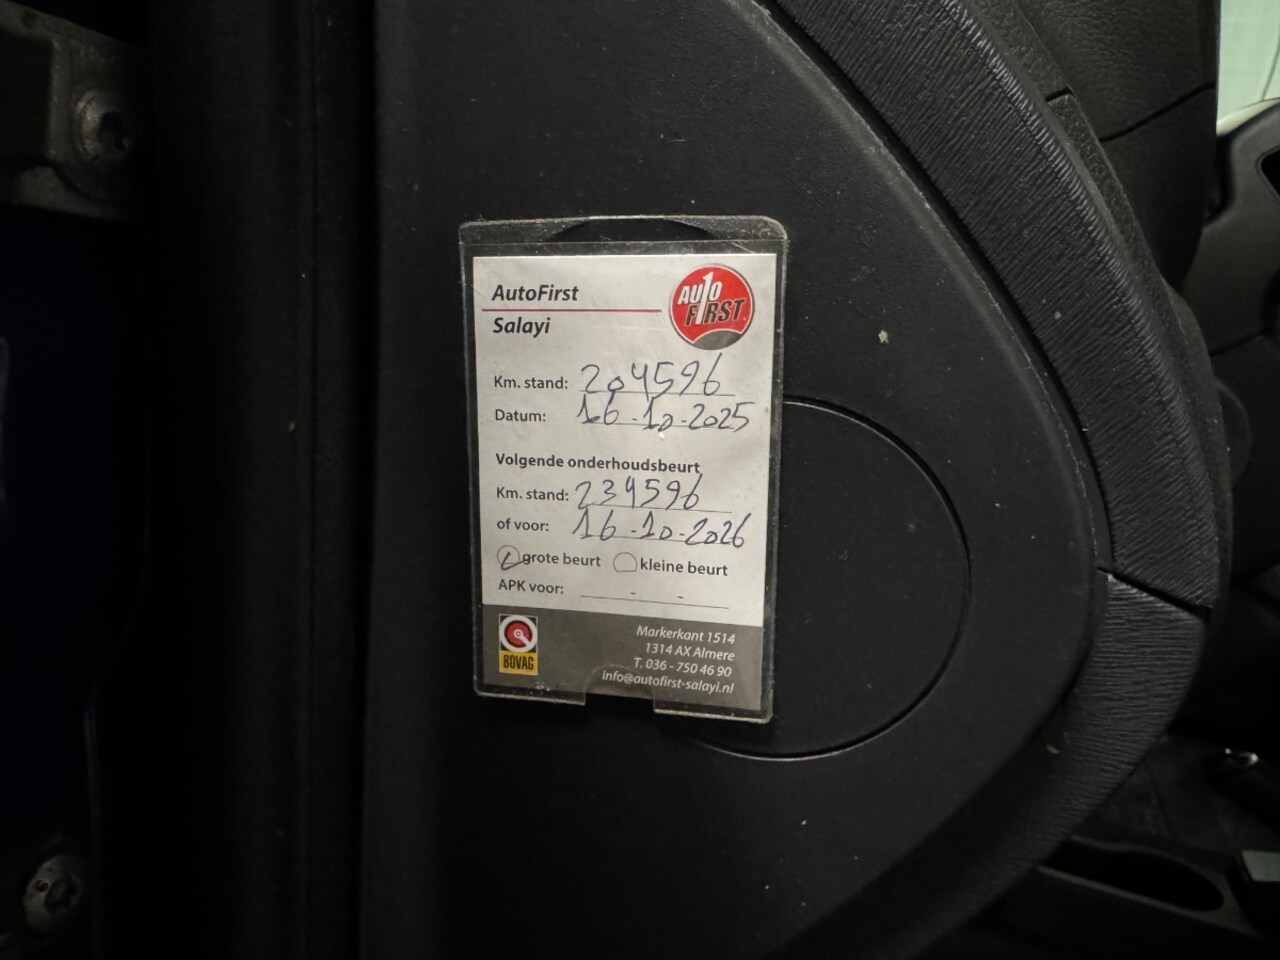 AutoFirst
Salayi
AUTO
FIRST
Km. stand: 204596
Datum: 16-10-2025
Volgende onderhoudsbeurt
Km. stand: 234596
of voor: 16-10-2026
grote beurt kleine beurt
APK voor: - -
BOVAG
Markerkant 1514
1314 AX Almere
T. 036 - 750 46 90
info@autofirst-salayi.nl